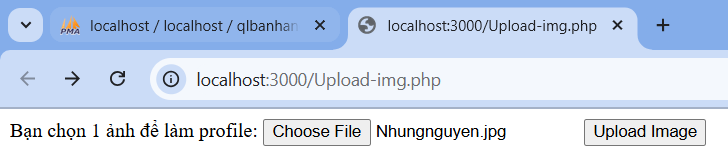 PMA localhost / localhost / qlbanhan
localhost:3000/Upload-img.php
localhost:3000/Upload-img.php
Bạn chọn 1 ảnh để làm profile: Choose File Nhungnguyen.jpg Upload Image